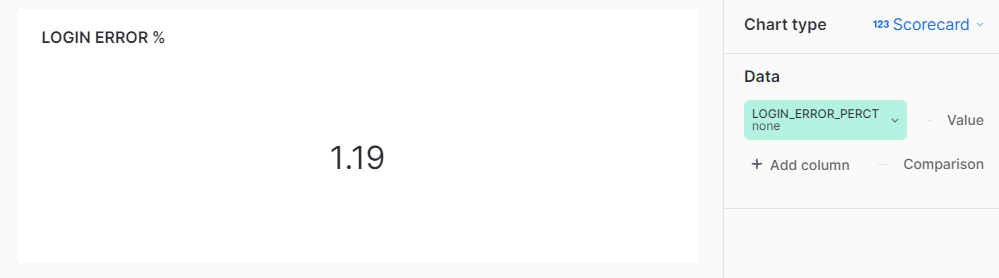 LOGIN ERROR %
1.19
Chart type
123 Scorecard
Data
LOGIN_ERROR_PERCT
none
Value
+ Add column
Comparison